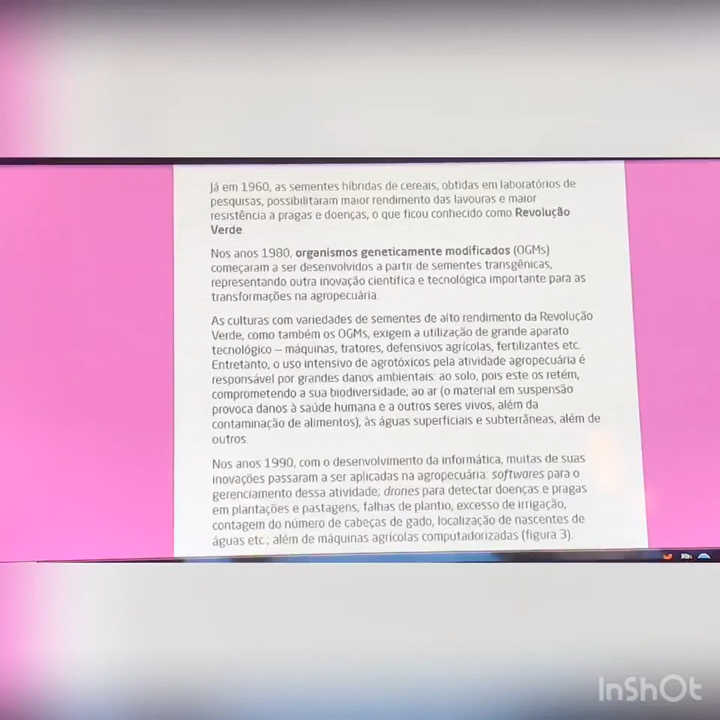 Já em 1960, as sementes híbridas de cereais, obtidas em laboratórios de
pesquisas, possibilitaram maior rendimento das lavouras e maior
resistência a pragas e doenças, o que ficou conhecido como Revolução
Verde.
Nos anos 1980, organismos geneticamente modificados (OGMs)
começaram a ser desenvolvidos a partir de sementes transgênicas,
representando outra inovação científica e tecnológica importante para as
transformações na agropecuária.
As culturas com variedades de sementes de alto rendimento da Revolução
Verde, como também os OGMs, exigem a utilização de grande aparato
tecnológico – máquinas, tratores, defensivos agrícolas, fertilizantes etc.
Entretanto, o uso intensivo de agrotóxicos pela atividade agropecuária é
responsável por grandes danos ambientais: ao solo, pois este os retém,
comprometendo a sua biodiversidade, ao ar (o material em suspensão
provoca danos à saúde humana e a outros seres vivos, além da
contaminação de alimentos), às águas superficiais e subterrâneas, além de
outros.
Nos anos 1990, com o desenvolvimento da informática, muitas de suas
inovações passaram a ser aplicadas na agropecuária: softwares para o
gerenciamento dessa atividade; drones para detectar doenças e pragas
em plantações e pastagens, falhas de plantio, excesso de irrigação,
contagem do número de cabeças de gado, localização de nascentes de
águas etc.; além de máquinas agrícolas computadorizadas (figura 3).
InShOt